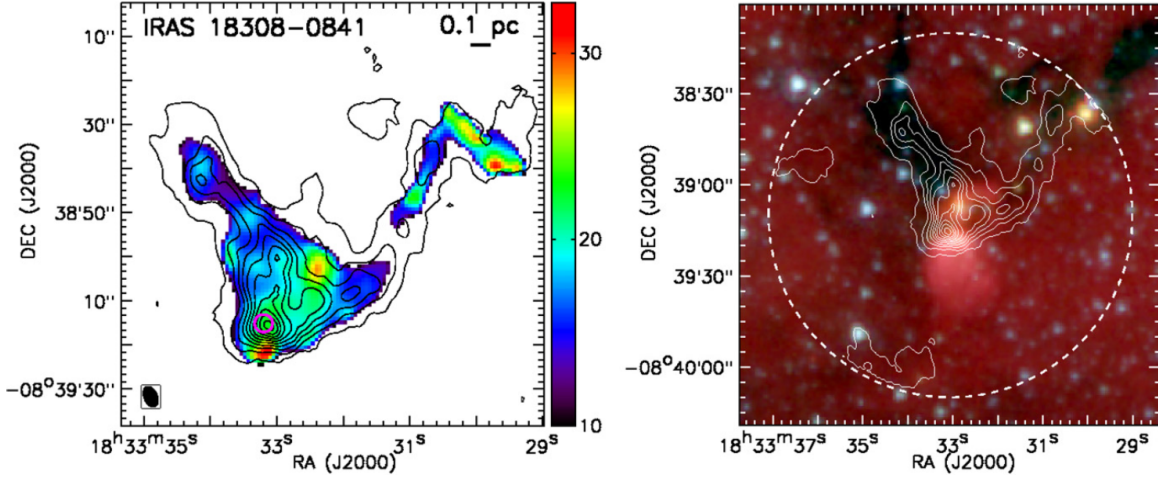 IRAS 18308-0841
0.1 pc
10''
30''
38'50''
10''
-08°39'30''
DEC (J2000)
18ʰ33ᵐ35ˢ
33ˢ
31ˢ
29ˢ
RA (J2000)
30
20
10
38'30''
39'00''
39'30''
-08°40'00''
DEC (J2000)
18ʰ33ᵐ37ˢ
35ˢ
33ˢ
31ˢ
29ˢ
RA (J2000)